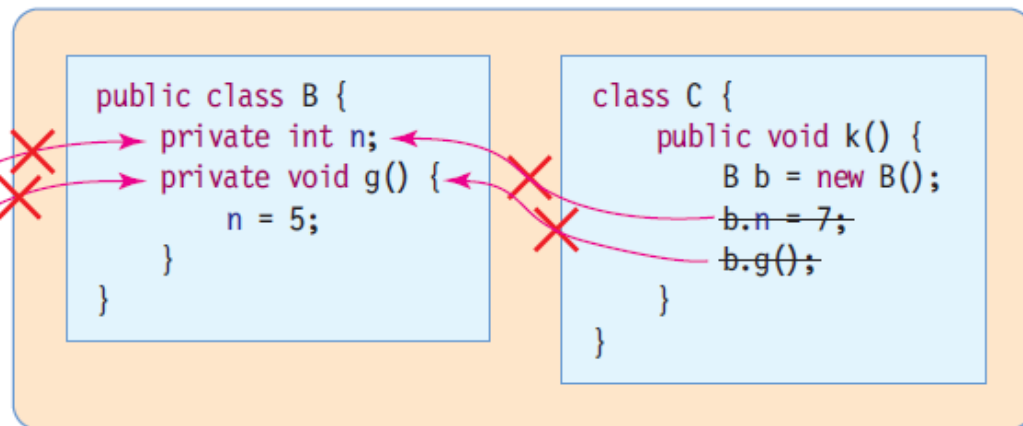 public class B {
private int n;
private void g() {
n = 5;
}
}
class C {
public void k() {
B b = new B();
b.n = 7;
b.g();
}
}